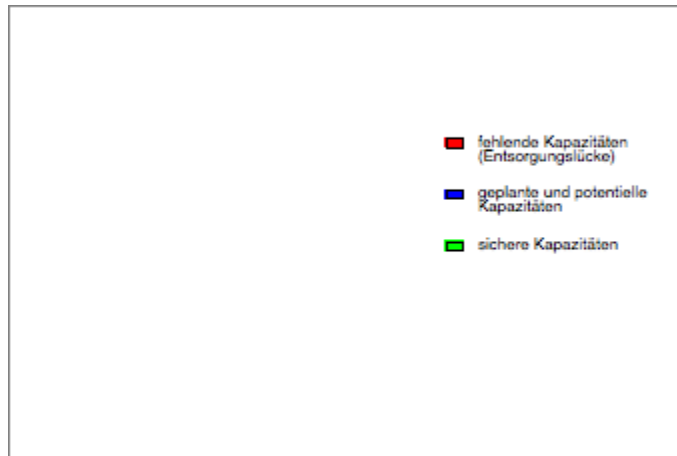 fehlende Kapazitäten
(Entsorgungslücke)
geplante und potentielle
Kapazitäten
sichere Kapazitäten